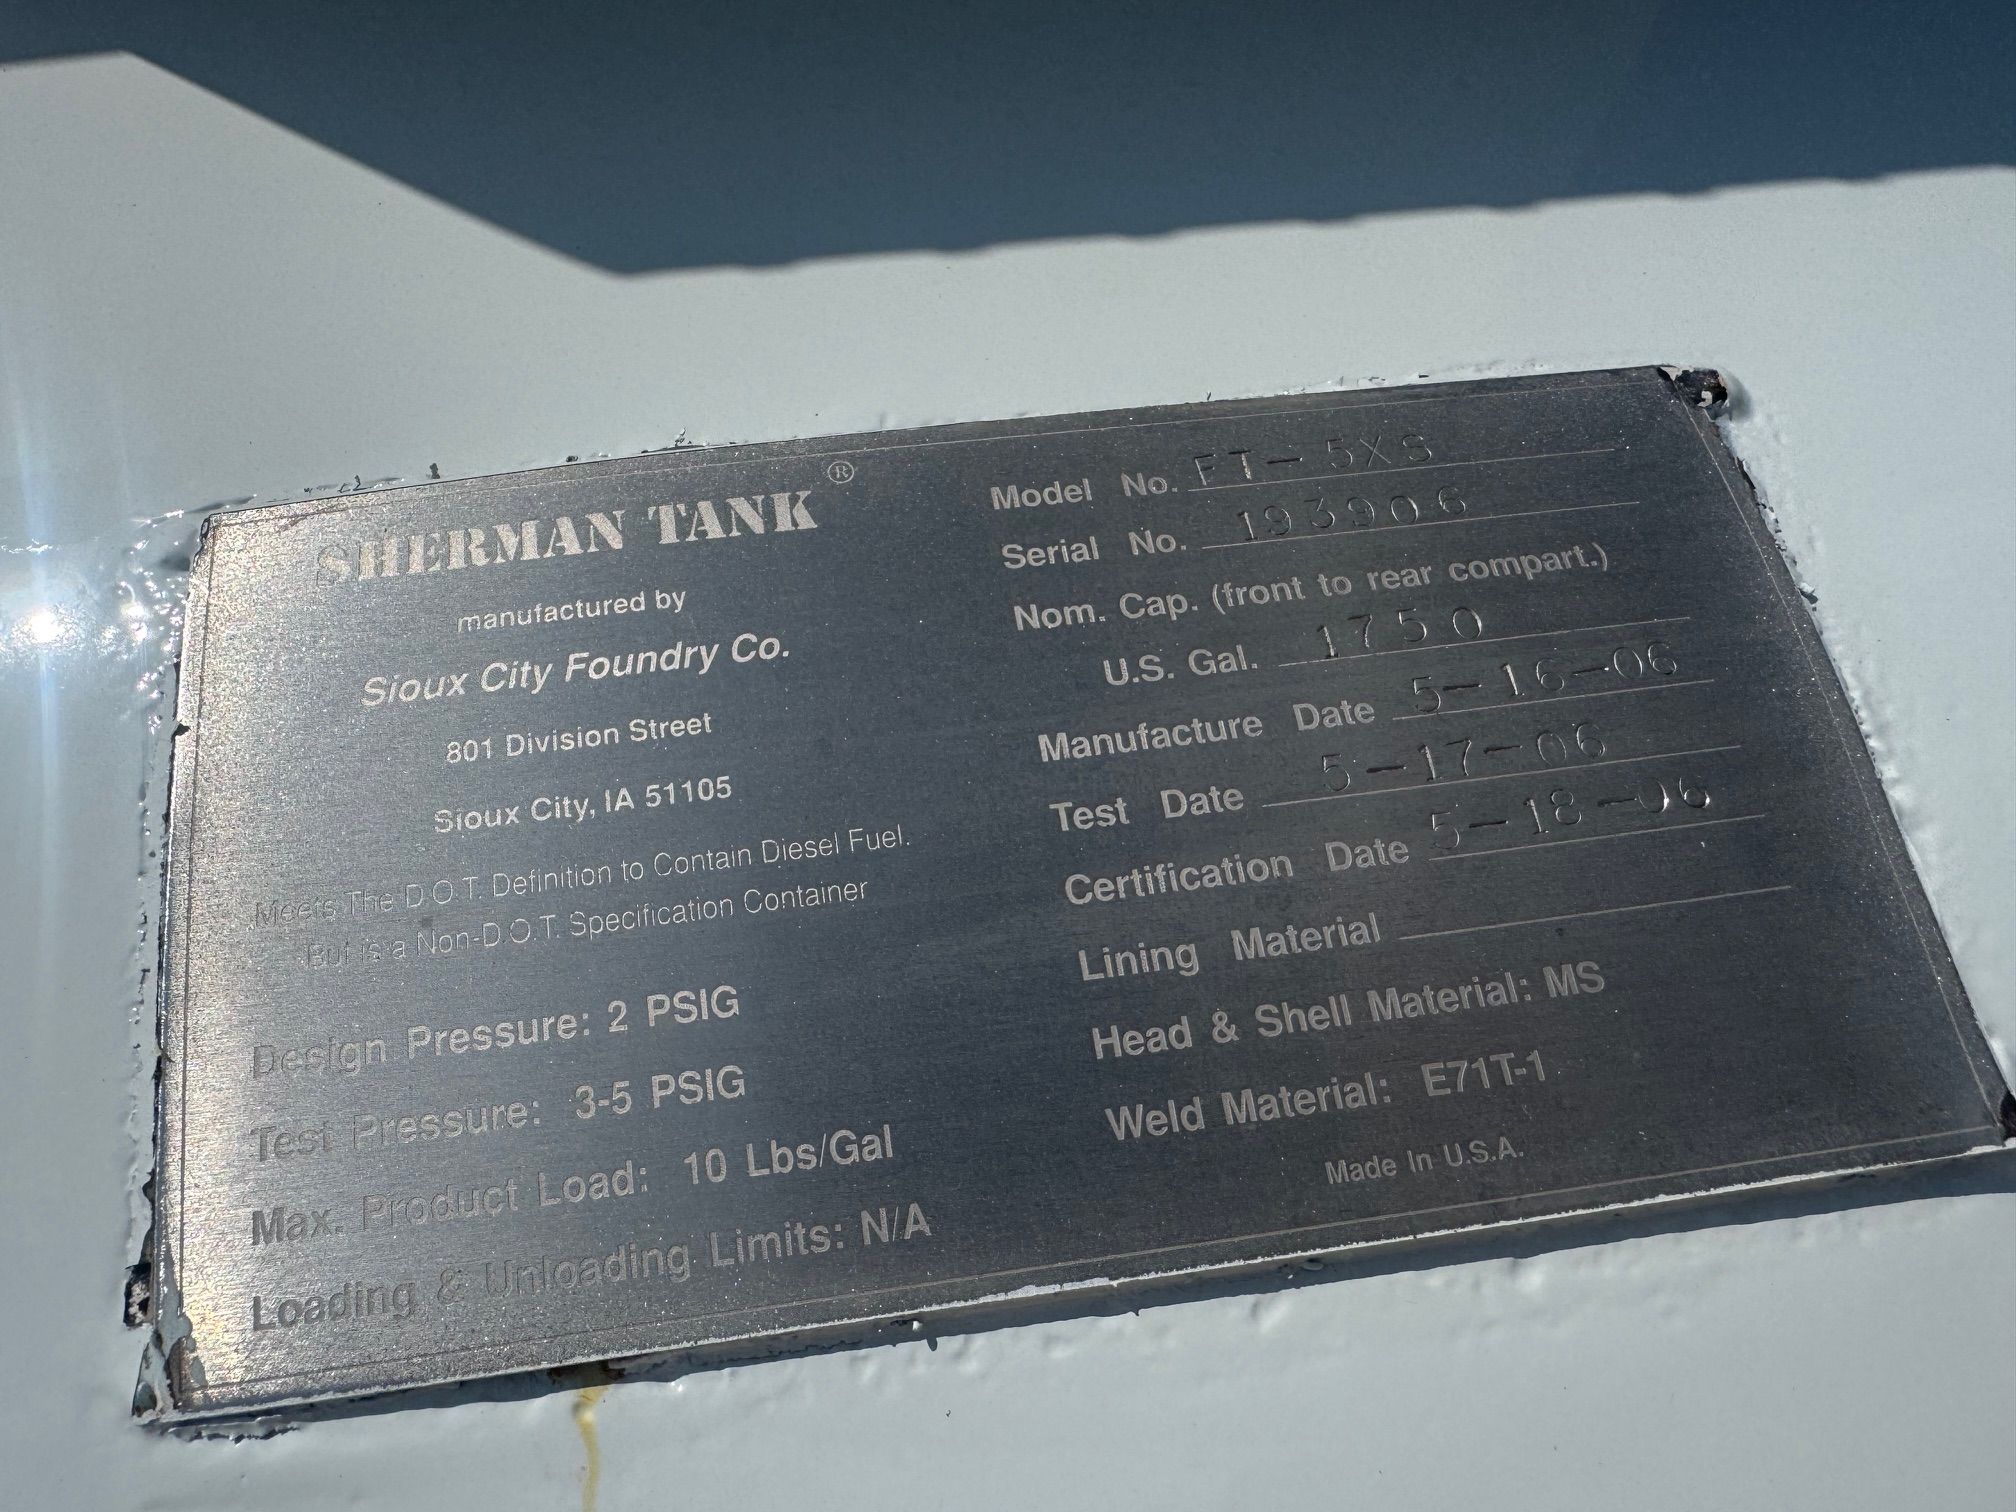 SHERMAN TANK ®
manufactured by
Sioux City Foundry Co.
801 Division Street
Sioux City, IA 51105
Meets The D.O.T. Definition to Contain Diesel Fuel.
But is a Non-D.O.T. Specification Container
Design Pressure: 2 PSIG
Test Pressure: 3-5 PSIG
Max. Product Load: 10 Lbs/Gal
Loading & Unloading Limits: N/A
Model No. FT-5XS
Serial No. 193906
Nom. Cap. (front to rear compart.)
U.S. Gal. 1750
Manufacture Date 5-16-06
Test Date 5-17-06
Certification Date 5-18-06
Lining Material
Head & Shell Material: MS
Weld Material: E71T-1
Made In U.S.A.